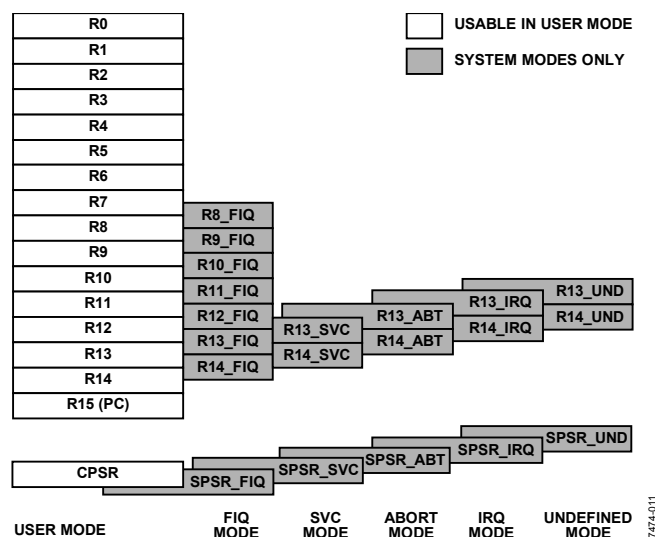 R0
R1
R2
R3
R4
R5
R6
R7
R8
R9
R10
R11
R12
R13
R14
R15 (PC)
USABLE IN USER MODE
SYSTEM MODES ONLY
R8_FIQ
R9_FIQ
R10_FIQ
R11_FIQ
R12_FIQ
R13_FIQ
R14_FIQ
R13_SVC
R14_SVC
R13_ABT
R14_ABT
R13_IRQ
R14_IRQ
R13_UND
R14_UND
CPSR
SPSR_FIQ
SPSR_SVC
SPSR_ABT
SPSR_IRQ
SPSR_UND
USER MODE
FIQ
MODE
SVC
MODE
ABORT
MODE
IRQ
MODE
UNDEFINED
MODE
7474-011